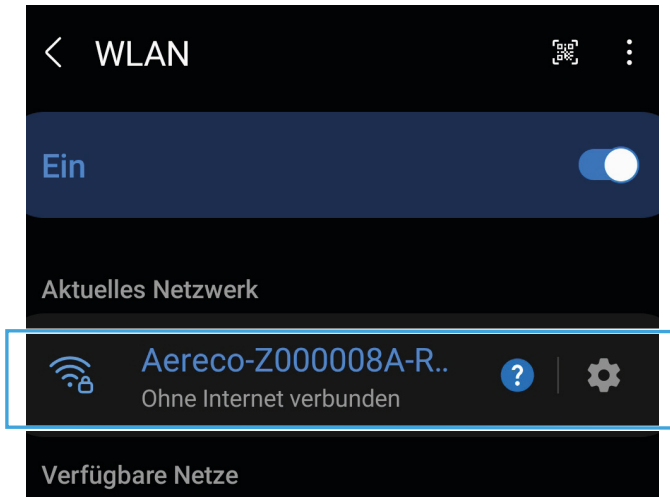 WLAN
Ein
Aktuelles Netzwerk
Aereco-Z000008A-R..
Ohne Internet verbunden
?
Verfügbare Netze